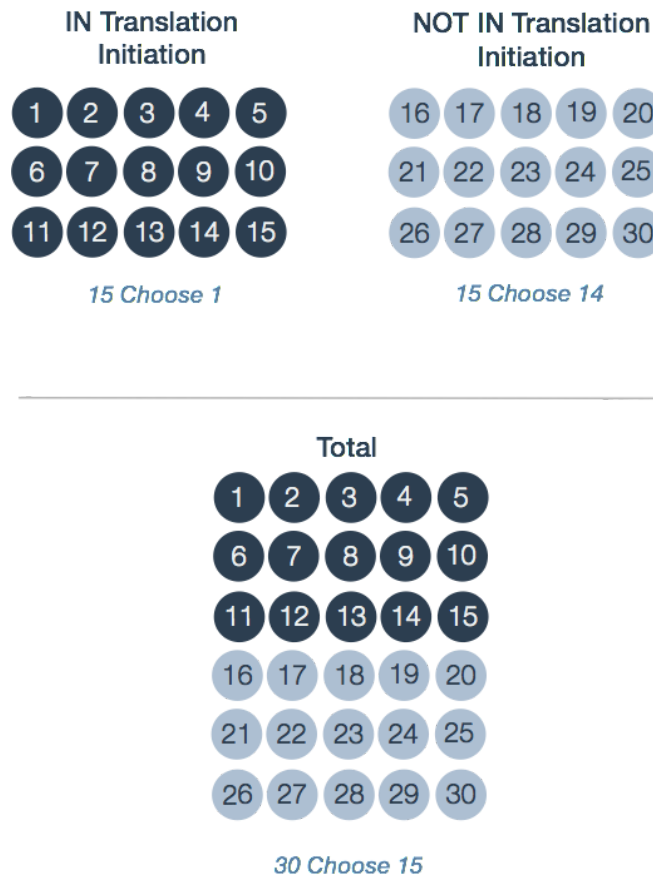 IN Translation
Initiation
1 2 3 4 5
6 7 8 9 10
11 12 13 14 15
15 Choose 1
NOT IN Translation
Initiation
16 17 18 19 20
21 22 23 24 25
26 27 28 29 30
15 Choose 14
Total
1 2 3 4 5
6 7 8 9 10
11 12 13 14 15
16 17 18 19 20
21 22 23 24 25
26 27 28 29 30
30 Choose 15